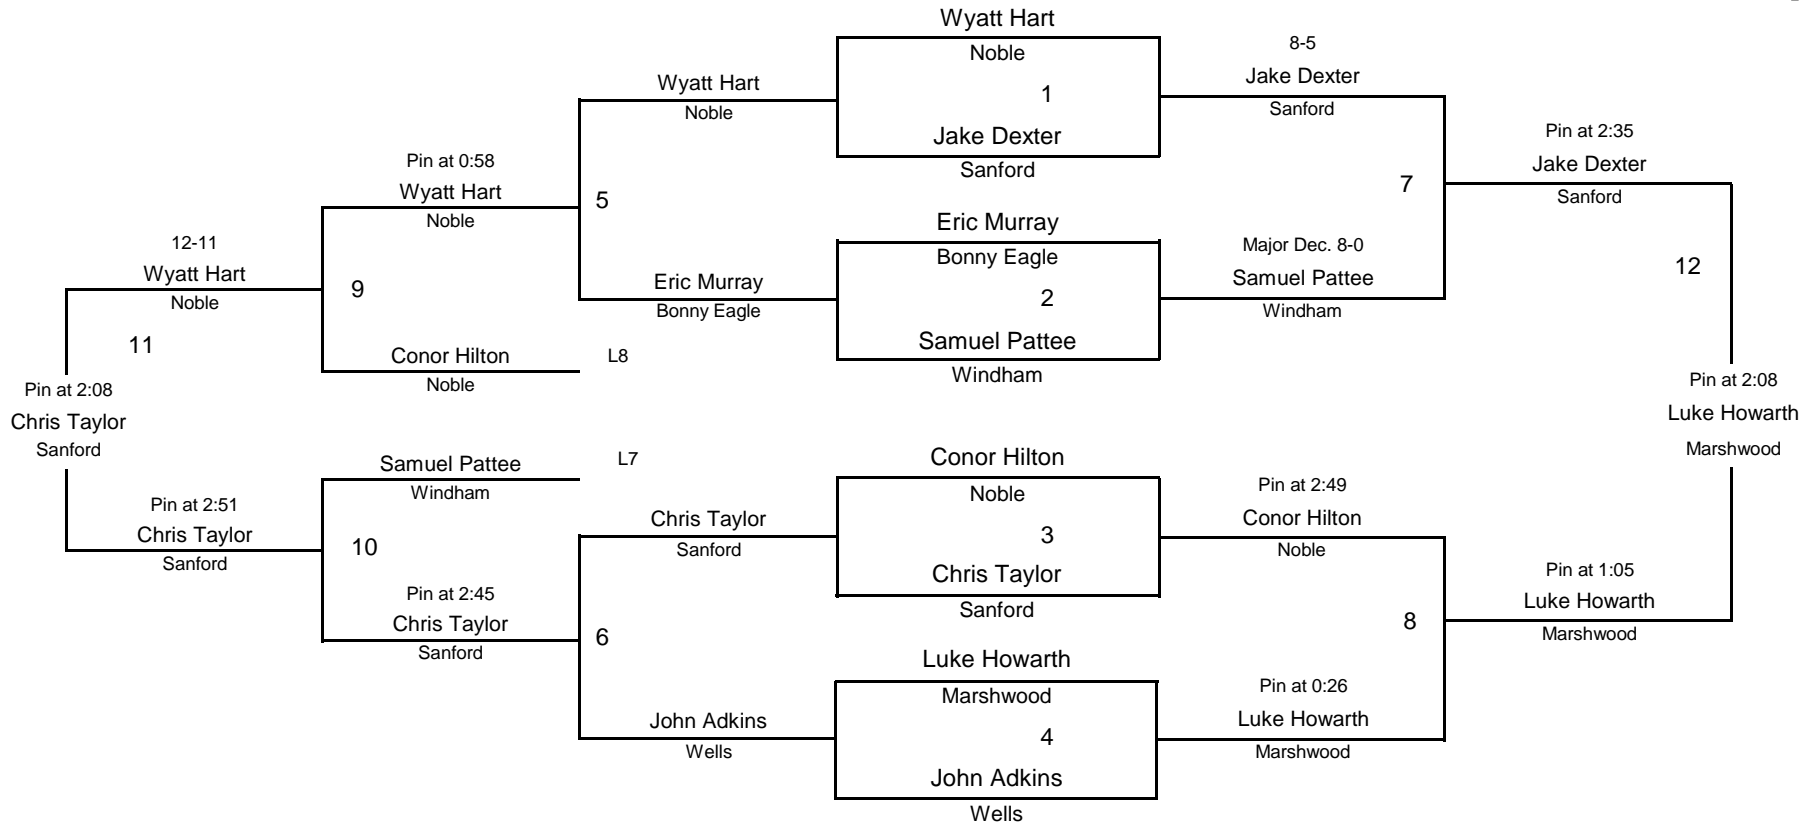 Wyatt Hart
Noble
1
Jake Dexter
Sanford
8-5
Jake Dexter
Sanford
Wyatt Hart
Noble
Pin at 2:35
Jake Dexter
Sanford
Pin at 0:58
Wyatt Hart
Noble
5
7
Eric Murray
Bonny Eagle
2
Samuel Pattee
Windham
Major Dec. 8-0
Samuel Pattee
Windham
12-11
Wyatt Hart
Noble
9
Eric Murray
Bonny Eagle
12
11
Conor Hilton
Noble
L8
Pin at 2:08
Chris Taylor
Sanford
Pin at 2:08
Luke Howarth
Marshwood
Samuel Pattee
Windham
L7
Conor Hilton
Noble
3
Chris Taylor
Sanford
Pin at 2:49
Conor Hilton
Noble
Pin at 2:51
Chris Taylor
Sanford
10
Chris Taylor
Sanford
Pin at 2:45
Chris Taylor
Sanford
6
8
Pin at 1:05
Luke Howarth
Marshwood
Luke Howarth
Marshwood
4
John Adkins
Wells
Pin at 0:26
Luke Howarth
Marshwood
John Adkins
Wells